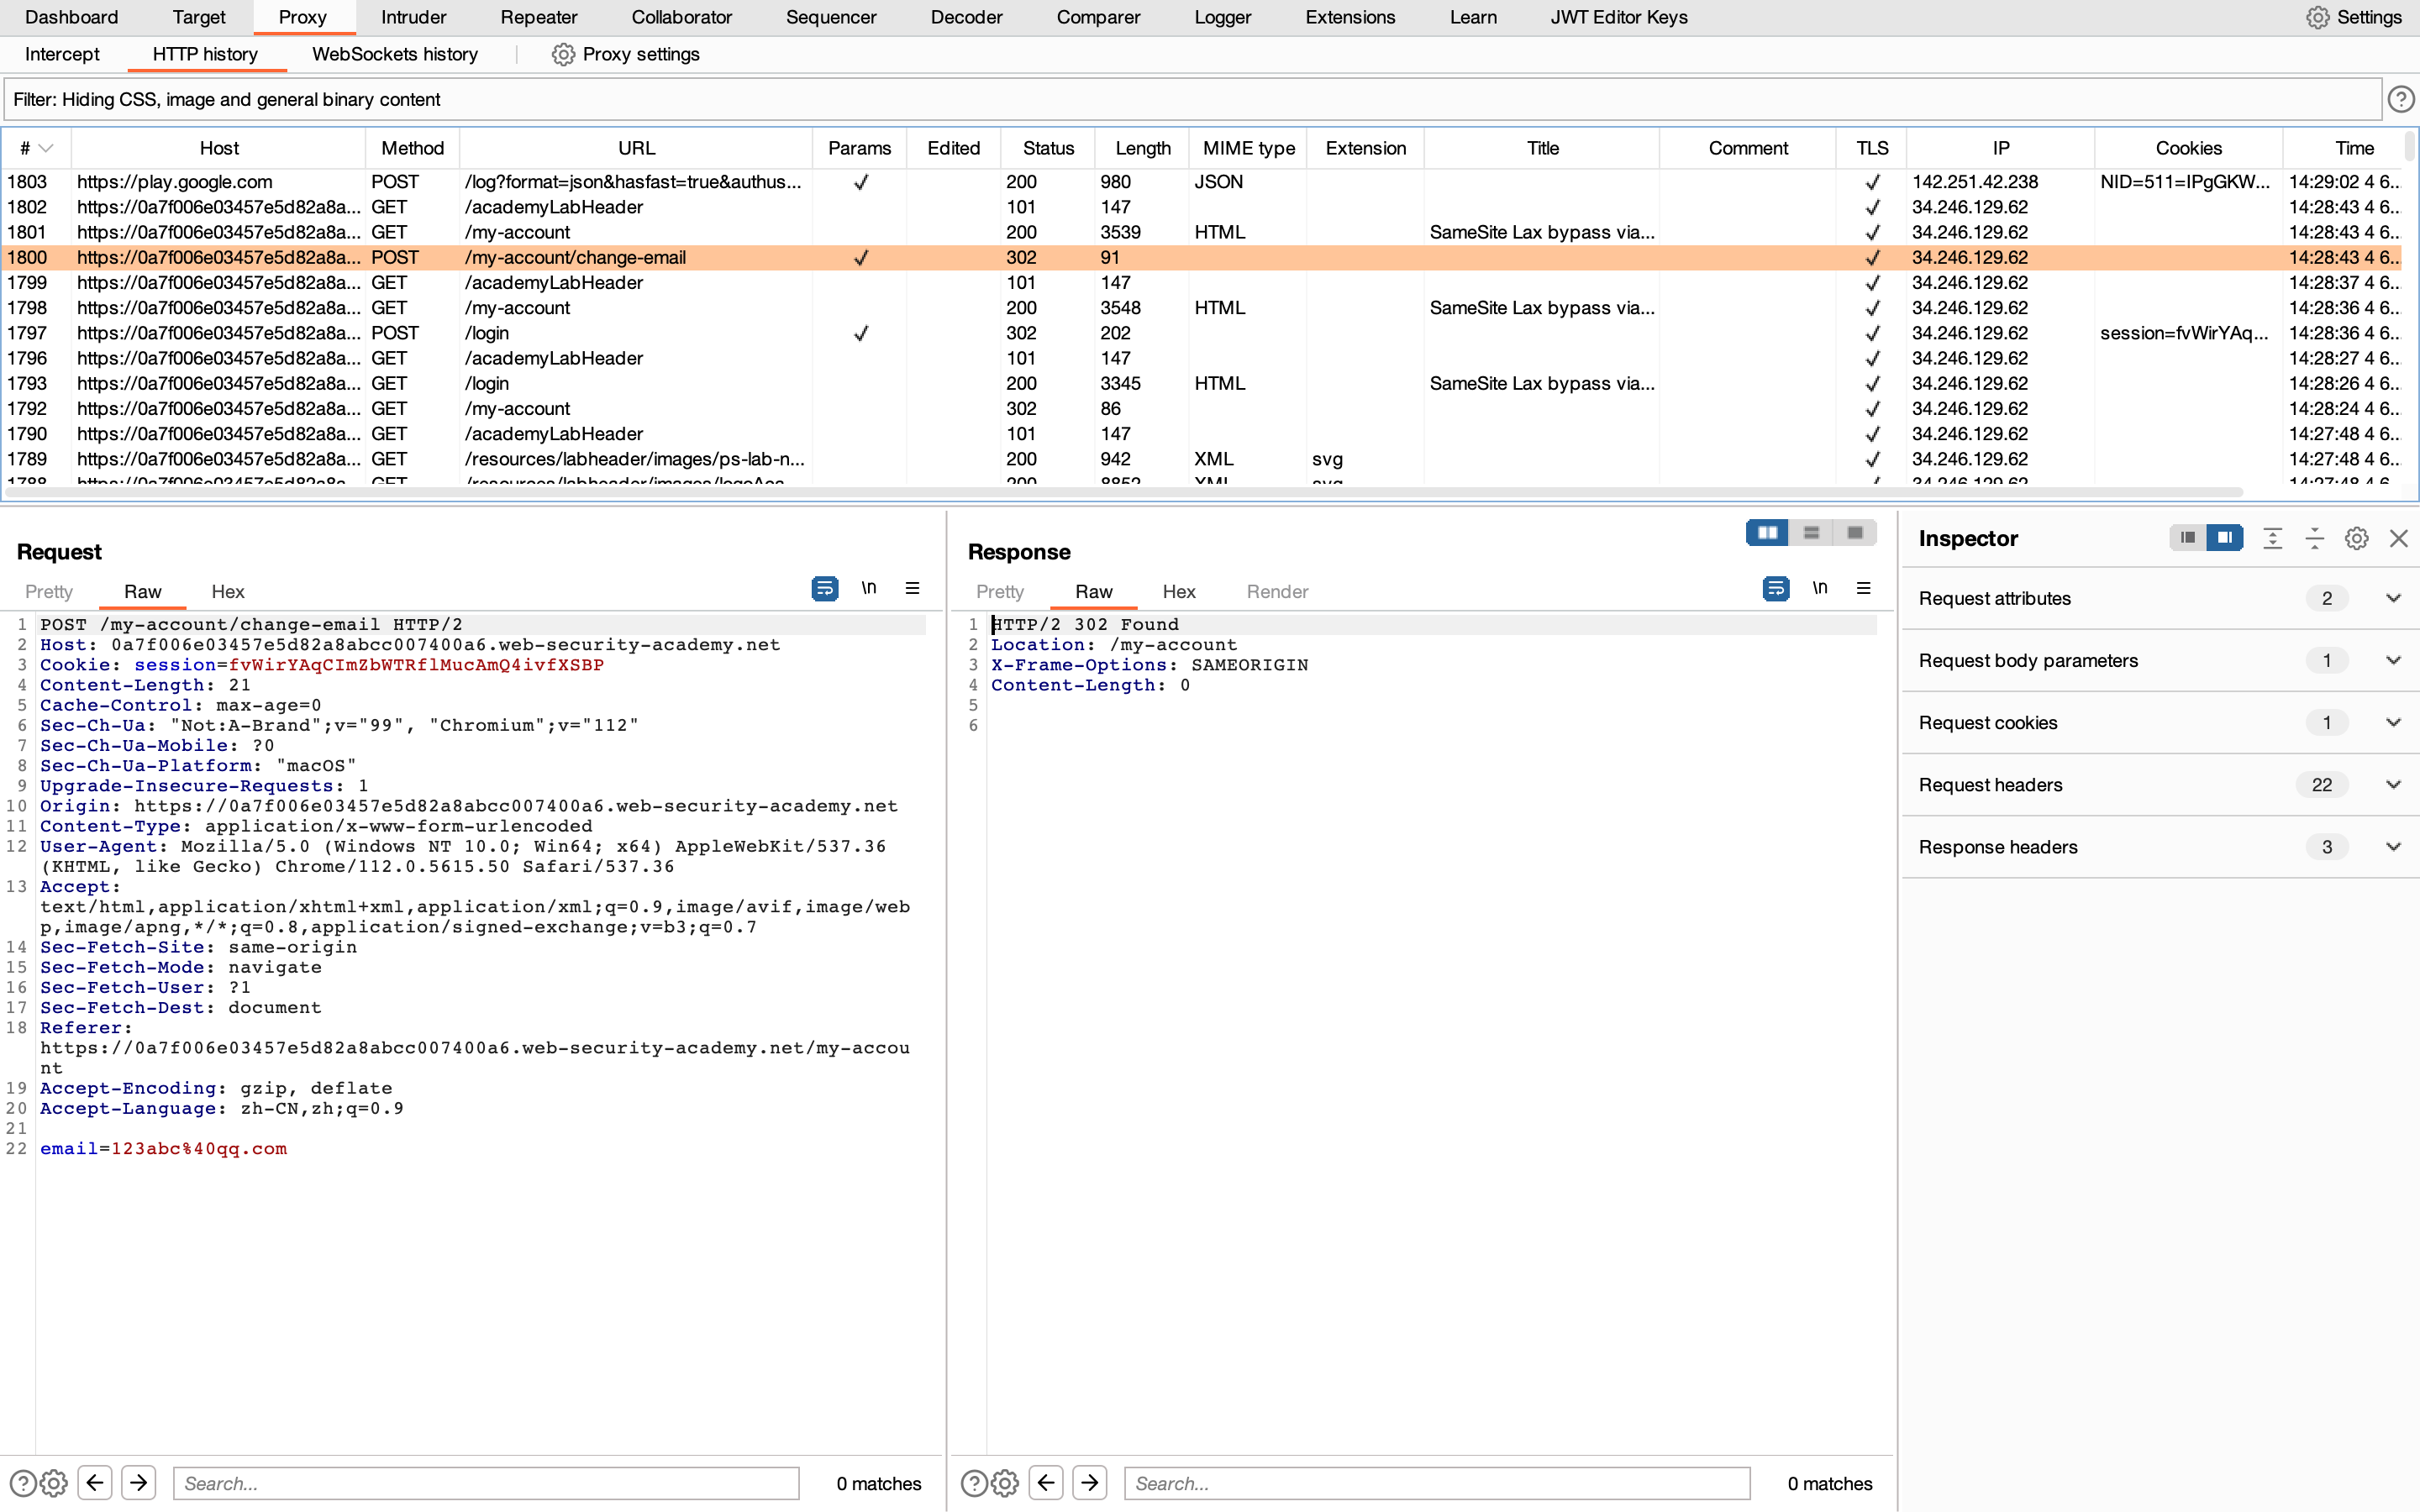 Dashboard Target Proxy Intruder Repeater Collaborator Sequencer Decoder Comparer Logger Extensions Learn JWT Editor Keys Settings
Intercept HTTP history WebSockets history Proxy settings
Filter: Hiding CSS, image and general binary content
# Host Method URL Params Edited Status Length MIME type Extension Title Comment TLS IP Cookies Time
1803 https://play.google.com POST /log?format=json&hasfast=true&authus... ✓ 200 980 JSON ✓ 142.251.42.238 NID=511=IPgGKW... 14:29:02 4 6...
1802 https://0a7f006e03457e5d82a8a... GET /academyLabHeader 101 147 ✓ 34.246.129.62 14:28:43 4 6...
1801 https://0a7f006e03457e5d82a8a... GET /my-account 200 3539 HTML SameSite Lax bypass via... ✓ 34.246.129.62 14:28:43 4 6...
1800 https://0a7f006e03457e5d82a8a... POST /my-account/change-email ✓ 302 91 ✓ 34.246.129.62 14:28:43 4 6...
1799 https://0a7f006e03457e5d82a8a... GET /academyLabHeader 101 147 ✓ 34.246.129.62 14:28:37 4 6...
1798 https://0a7f006e03457e5d82a8a... GET /my-account 200 3548 HTML SameSite Lax bypass via... ✓ 34.246.129.62 14:28:36 4 6...
1797 https://0a7f006e03457e5d82a8a... POST /login ✓ 302 202 ✓ 34.246.129.62 session=fvWirYAq... 14:28:36 4 6...
1796 https://0a7f006e03457e5d82a8a... GET /academyLabHeader 101 147 ✓ 34.246.129.62 14:28:27 4 6...
1793 https://0a7f006e03457e5d82a8a... GET /login 200 3345 HTML SameSite Lax bypass via... ✓ 34.246.129.62 14:28:26 4 6...
1792 https://0a7f006e03457e5d82a8a... GET /my-account 302 86 ✓ 34.246.129.62 14:28:24 4 6...
1790 https://0a7f006e03457e5d82a8a... GET /academyLabHeader 101 147 ✓ 34.246.129.62 14:27:48 4 6...
1789 https://0a7f006e03457e5d82a8a... GET /resources/labheader/images/ps-lab-n... 200 942 XML svg ✓ 34.246.129.62 14:27:48 4 6...
1788 https://0a7f006e03457e5d82a8a... GET /resources/labheader/images/logoAca... 200 8852 XML svg ✓ 34.246.129.62 14:27:48 4 6...
Request
Pretty Raw Hex \n
1 POST /my-account/change-email HTTP/2
2 Host: 0a7f006e03457e5d82a8abcc007400a6.web-security-academy.net
3 Cookie: session=fvWirYAqCImZbWTRflMucAmQ4ivfXSBP
4 Content-Length: 21
5 Cache-Control: max-age=0
6 Sec-Ch-Ua: "Not:A-Brand";v="99", "Chromium";v="112"
7 Sec-Ch-Ua-Mobile: ?0
8 Sec-Ch-Ua-Platform: "macOS"
9 Upgrade-Insecure-Requests: 1
10 Origin: https://0a7f006e03457e5d82a8abcc007400a6.web-security-academy.net
11 Content-Type: application/x-www-form-urlencoded
12 User-Agent: Mozilla/5.0 (Windows NT 10.0; Win64; x64) AppleWebKit/537.36
(KHTML, like Gecko) Chrome/112.0.5615.50 Safari/537.36
13 Accept:
text/html,application/xhtml+xml,application/xml;q=0.9,image/avif,image/web
p,image/apng,*/*;q=0.8,application/signed-exchange;v=b3;q=0.7
14 Sec-Fetch-Site: same-origin
15 Sec-Fetch-Mode: navigate
16 Sec-Fetch-User: ?1
17 Sec-Fetch-Dest: document
18 Referer:
https://0a7f006e03457e5d82a8abcc007400a6.web-security-academy.net/my-accou
nt
19 Accept-Encoding: gzip, deflate
20 Accept-Language: zh-CN,zh;q=0.9
21
22 email=123abc%40qq.com
Search... 0 matches
Response
Pretty Raw Hex Render \n
1 HTTP/2 302 Found
2 Location: /my-account
3 X-Frame-Options: SAMEORIGIN
4 Content-Length: 0
5
6
Search... 0 matches
Inspector
Request attributes 2
Request body parameters 1
Request cookies 1
Request headers 22
Response headers 3